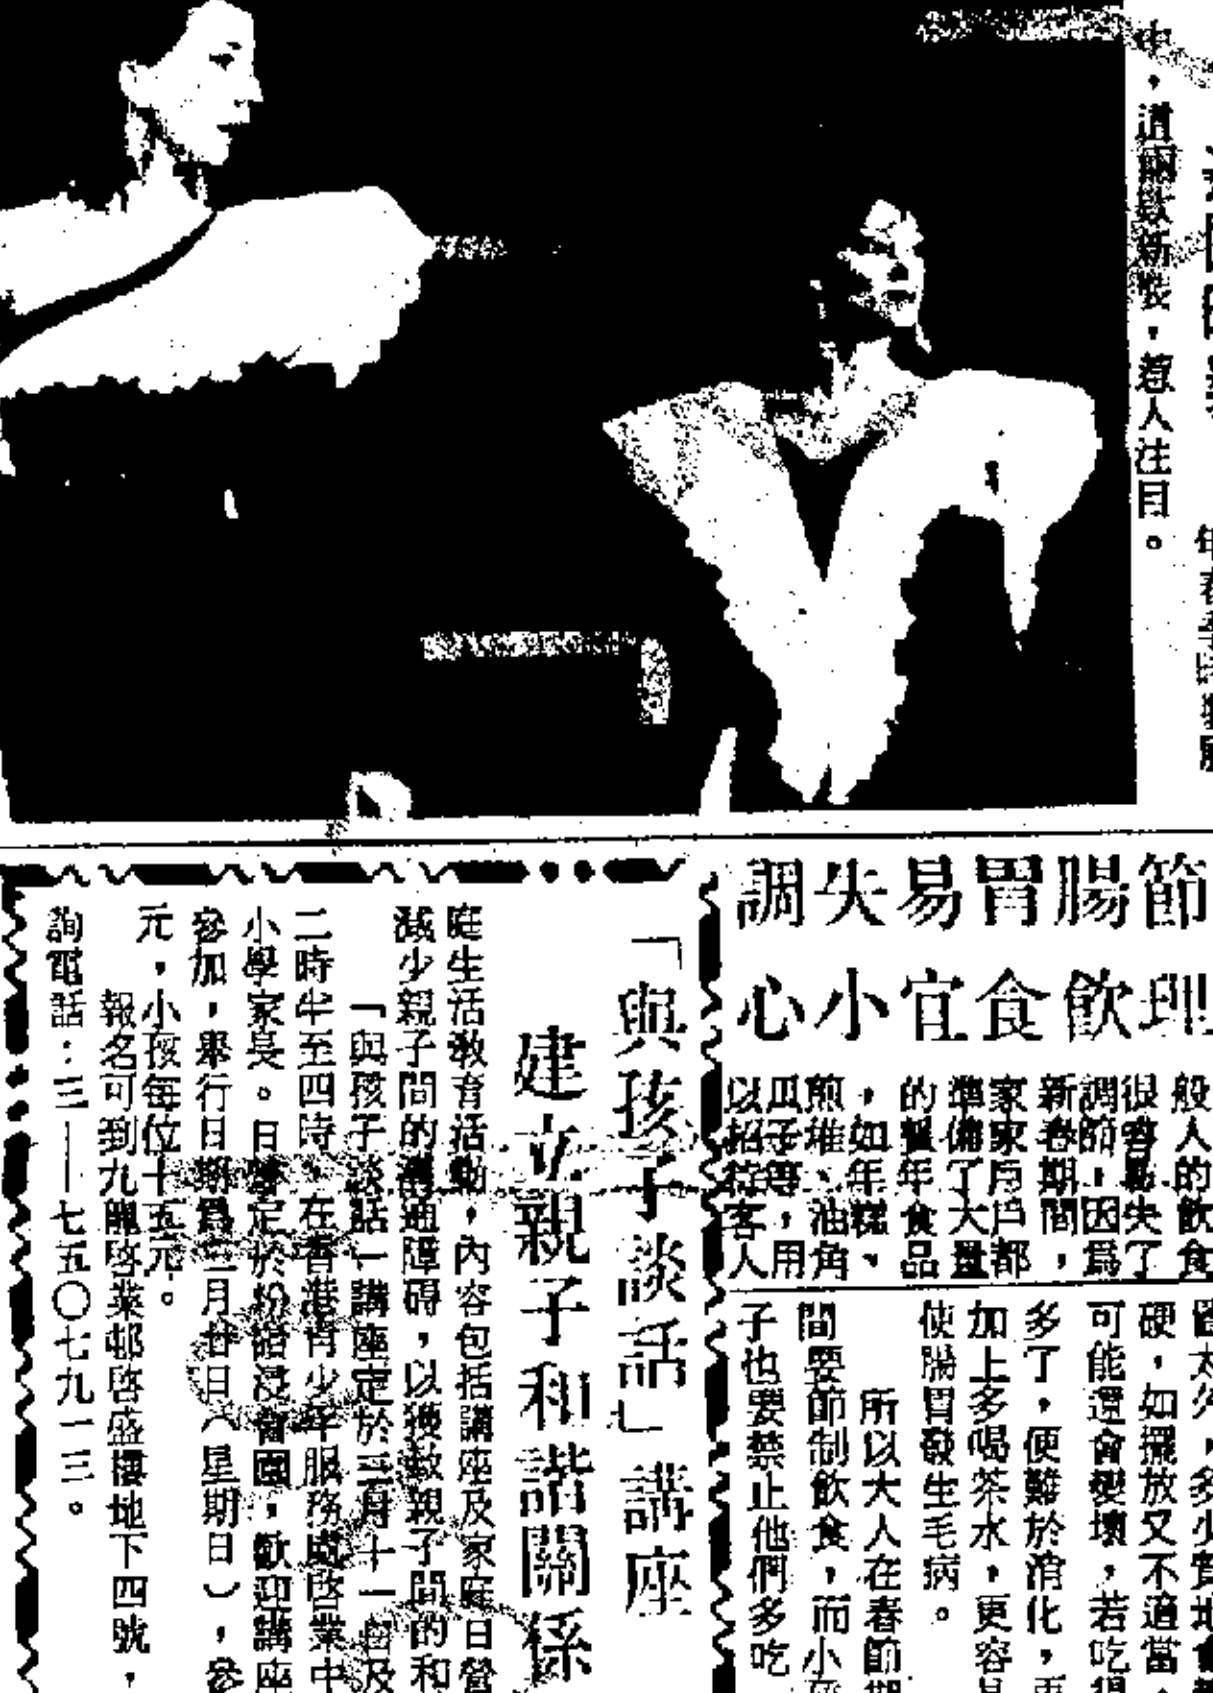 中，這兩款新裝，惹人注目。
節腸胃易失調
理飲食宜小心
般人的飲食
很容易失了
調節，因爲
新春期間，
家家戶戶都
準備了大量
的賀年食品
，如年糕、
煎堆、油角
瓜子等，用
以招待客人
硬，如擺放又不適當，
可能還會變壞，若吃得
多了，便難於消化，再
加上多喝茶水，更容易
使腸胃發生毛病。
所以大人在春節期
間要節制飲食，而小孩
子也要禁止他們多吃
「與孩子談話」講座
建立親子和諧關係
庭生活教育活動，內容包括講座及家庭日營
減少親子間的溝通障碍，以獲致親子間的和
「與孩子談話」講座定於三月十一日及
二時半至四時，在香港青少年服務處啓業中
小學家長。日營定於粉嶺浸會園，歡迎講座
參加，舉行日期爲三月廿日（星期日），參
元，小孩每位十五元。
報名可到九龍啓業邨啓盛樓地下四號，
詢電話：三——七五〇七九一三。